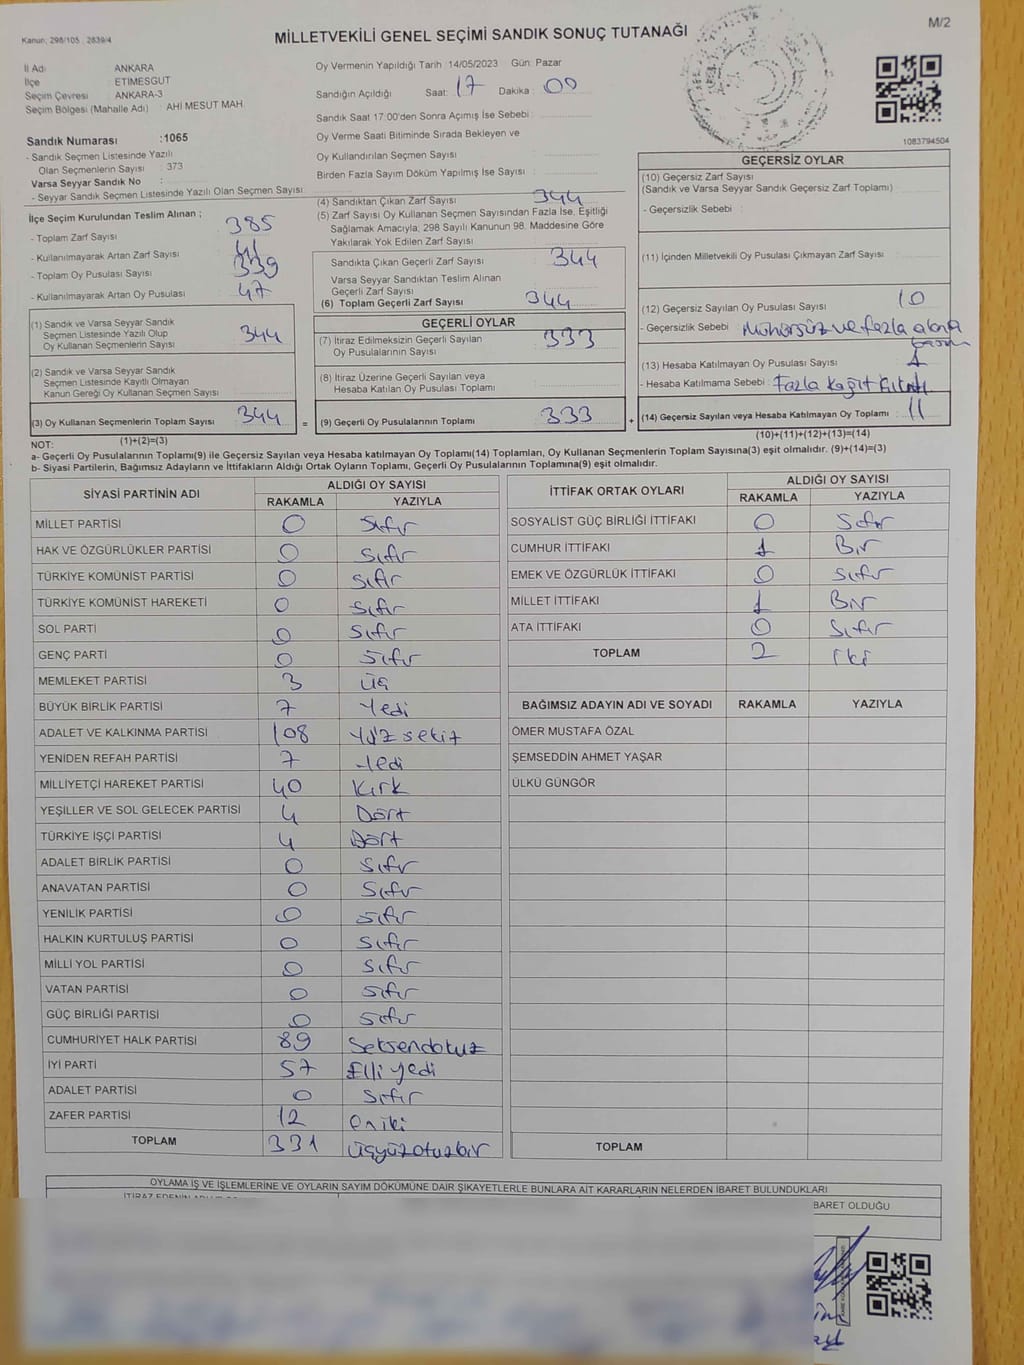 Kanun: 298/105 : 2839/4
MİLLETVEKİLİ GENEL SEÇİMİ SANDIK SONUÇ TUTANAĞI
M/2
İl Adı ANKARA
İlçe ETİMESGUT
Seçim Çevresi ANKARA-3
Seçim Bölgesi (Mahalle Adı) : AHİ MESUT MAH
Oy Vermenin Yapıldığı Tarih : 14/05/2023 Gün: Pazar
Sandığın Açıldığı Saat: 17 Dakika : 00
Sandık Saat 17:00'den Sonra Açılmış İse Sebebi :
Oy Verme Saati Bitiminde Sırada Bekleyen ve
Oy Kullandırılan Seçmen Sayısı
Birden Fazla Sayım Döküm Yapılmış İse Sayısı :
1083794504
Sandık Numarası :1065
- Sandık Seçmen Listesinde Yazılı
Olan Seçmenlerin Sayısı : 373
Varsa Seyyar Sandık No :
- Seyyar Sandık Seçmen Listesinde Yazılı Olan Seçmen Sayısı :
İlçe Seçim Kurulundan Teslim Alınan ;
- Toplam Zarf Sayısı : 385
- Kullanılmayarak Artan Zarf Sayısı : 41
- Toplam Oy Pusulası Sayısı : 339
- Kullanılmayarak Artan Oy Pusulası : 47
(1) Sandık ve Varsa Seyyar Sandık
Seçmen Listesinde Yazılı Olup
Oy Kullanan Seçmenlerin Sayısı 344
(2) Sandık ve Varsa Seyyar Sandık
Seçmen Listesinde Kayıtlı Olmayan
Kanun Gereği Oy Kullanan Seçmen Sayısı
(3) Oy Kullanan Seçmenlerin Toplam Sayısı : 344
(1)+(2)=(3)
(4) Sandıktan Çıkan Zarf Sayısı : 344
(5) Zarf Sayısı Oy Kullanan Seçmen Sayısından Fazla İse, Eşitliği
Sağlamak Amacıyla, 298 Sayılı Kanunun 98. Maddesine Göre
Yakılarak Yok Edilen Zarf Sayısı :
Sandıkta Çıkan Geçerli Zarf Sayısı : 344
Varsa Seyyar Sandıktan Teslim Alınan
Geçerli Zarf Sayısı :
(6) Toplam Geçerli Zarf Sayısı : 344
GEÇERLİ OYLAR
(7) İtiraz Edilmeksizin Geçerli Sayılan
Oy Pusulalarının Sayısı : 333
(8) İtiraz Üzerine Geçerli Sayılan veya
Hesaba Katılan Oy Pusulası Toplamı :
= (9) Geçerli Oy Pusulalarının Toplamı : 333 +
GEÇERSİZ OYLAR
(10) Geçersiz Zarf Sayısı
(Sandık ve Varsa Seyyar Sandık Geçersiz Zarf Toplamı) :
- Geçersizlik Sebebi :
(11) İçinden Milletvekili Oy Pusulası Çıkmayan Zarf Sayısı :
(12) Geçersiz Sayılan Oy Pusulası Sayısı : 10
- Geçersizlik Sebebi : Mühürsüz ve fazla alana
basım
(13) Hesaba Katılmayan Oy Pusulası Sayısı : 1
- Hesaba Katılmama Sebebi : Fazla kağıt
(14) Geçersiz Sayılan veya Hesaba Katılmayan Oy Toplamı : 11
(10)+(11)+(12)+(13)=(14)
NOT:
a- Geçerli Oy Pusulalarının Toplamı(9) ile Geçersiz Sayılan veya Hesaba katılmayan Oy Toplamı(14) Toplamları, Oy Kullanan Seçmenlerin Toplam Sayısına(3) eşit olmalıdır. (9)+(14)=(3)
b- Siyasi Partilerin, Bağımsız Adayların ve İttifakların Aldığı Ortak Oyların Toplamı, Geçerli Oy Pusulalarının Toplamına(9) eşit olmalıdır.
SİYASİ PARTİNİN ADI ALDIĞI OY SAYISI
RAKAMLA YAZIYLA
MİLLET PARTİSİ 0 Sıfır
HAK VE ÖZGÜRLÜKLER PARTİSİ 0 Sıfır
TÜRKİYE KOMÜNİST PARTİSİ 0 Sıfır
TÜRKİYE KOMÜNİST HAREKETİ 0 Sıfır
SOL PARTİ 0 Sıfır
GENÇ PARTİ 0 Sıfır
MEMLEKET PARTİSİ 3 Üç
BÜYÜK BİRLİK PARTİSİ 7 Yedi
ADALET VE KALKINMA PARTİSİ 108 Yüz sekiz
YENİDEN REFAH PARTİSİ 7 Yedi
MİLLİYETÇİ HAREKET PARTİSİ 40 Kırk
YEŞİLLER VE SOL GELECEK PARTİSİ 4 Dört
TÜRKİYE İŞÇİ PARTİSİ 4 Dört
ADALET BİRLİK PARTİSİ 0 Sıfır
ANAVATAN PARTİSİ 0 Sıfır
YENİLİK PARTİSİ 0 Sıfır
HALKIN KURTULUŞ PARTİSİ 0 Sıfır
MİLLİ YOL PARTİSİ 0 Sıfır
VATAN PARTİSİ 0 Sıfır
GÜÇ BİRLİĞİ PARTİSİ 0 Sıfır
CUMHURİYET HALK PARTİSİ 89 Seksendokuz
İYİ PARTİ 57 Elli yedi
ADALET PARTİSİ 0 Sıfır
ZAFER PARTİSİ 12 Oniki
TOPLAM 331 Üçyüzotuzbir
İTTİFAK ORTAK OYLARI ALDIĞI OY SAYISI
RAKAMLA YAZIYLA
SOSYALİST GÜÇ BİRLİĞİ İTTİFAKI 0 Sıfır
CUMHUR İTTİFAKI 1 Bir
EMEK VE ÖZGÜRLÜK İTTİFAKI 0 Sıfır
MİLLET İTTİFAKI 1 Bir
ATA İTTİFAKI 0 Sıfır
TOPLAM 2 İki
BAĞIMSIZ ADAYIN ADI VE SOYADI RAKAMLA YAZIYLA
ÖMER MUSTAFA ÖZAL
ŞEMSEDDİN AHMET YAŞAR
ÜLKÜ GÜNGÖR
TOPLAM
OYLAMA İŞ VE İŞLEMLERİNE VE OYLARIN SAYIM DÖKÜMÜNE DAİR ŞİKAYETLERLE BUNLARA AİT KARARLARIN NELERDEN İBARET BULUNDUKLARI
BARET OLDUĞU